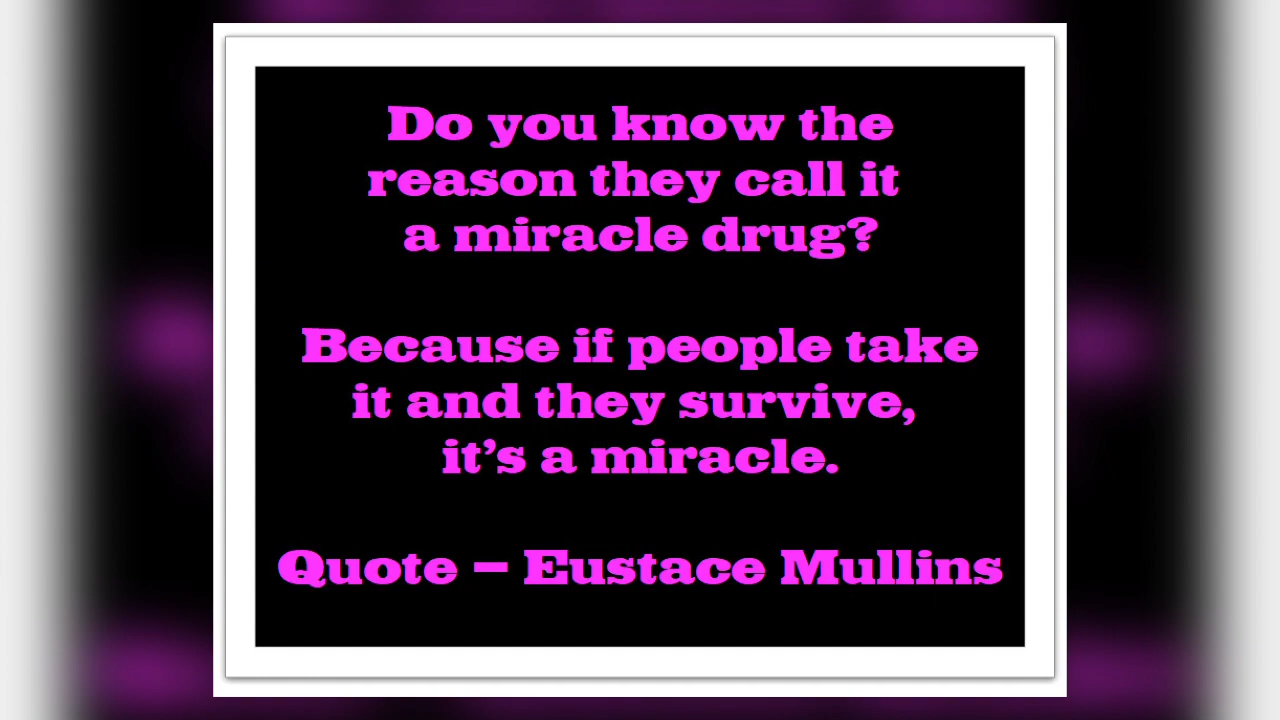 Do you know the
reason they call it
a miracle drug?
Because if people take
it and they survive,
it’s a miracle.
Quote – Eustace Mullins